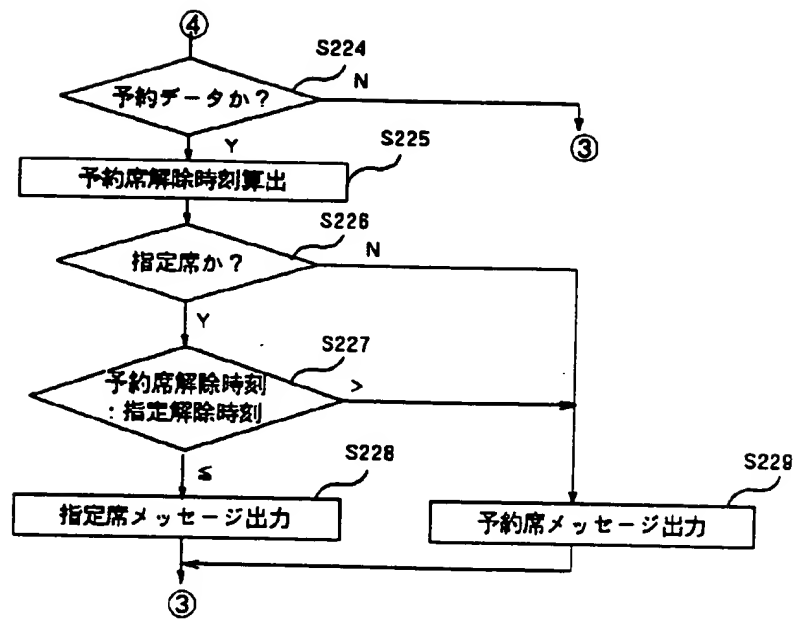 ④
S224
予約データか？
N
③
Y
S225
予約席解除時刻算出
S226
指定席か？
N
Y
S227
予約席解除時刻
：指定解除時刻
>
≦
S228
指定席メッセージ出力
S229
予約席メッセージ出力
③